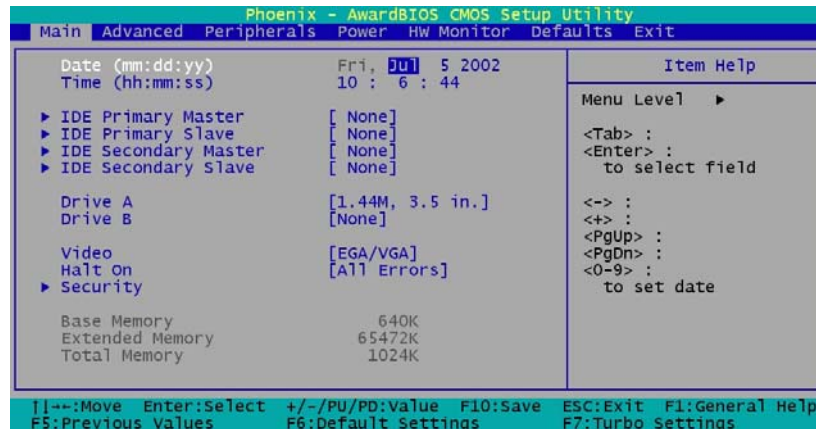 Phoenix - AwardBIOS CMOS Setup Utility
Main Advanced Peripherals Power HW Monitor Defaults Exit
Date (mm:dd:yy) Fri, Jul 5 2002
Time (hh:mm:ss) 10 : 6 : 44
▶ IDE Primary Master [ None]
▶ IDE Primary Slave [ None]
▶ IDE Secondary Master [ None]
▶ IDE Secondary Slave [ None]
Drive A [1.44M, 3.5 in.]
Drive B [None]
Video [EGA/VGA]
Halt On [All Errors]
▶ Security
Base Memory 640K
Extended Memory 65472K
Total Memory 1024K
Item Help
Menu Level ▶
<Tab> :
<Enter> :
to select field
<-> :
<+> :
<PgUp> :
<PgDn> :
<0-9> :
to set date
↑↓→←:Move Enter:Select +/-/PU/PD:Value F10:Save ESC:Exit F1:General Help
F5:Previous Values F6:Default Settings F7:Turbo Settings